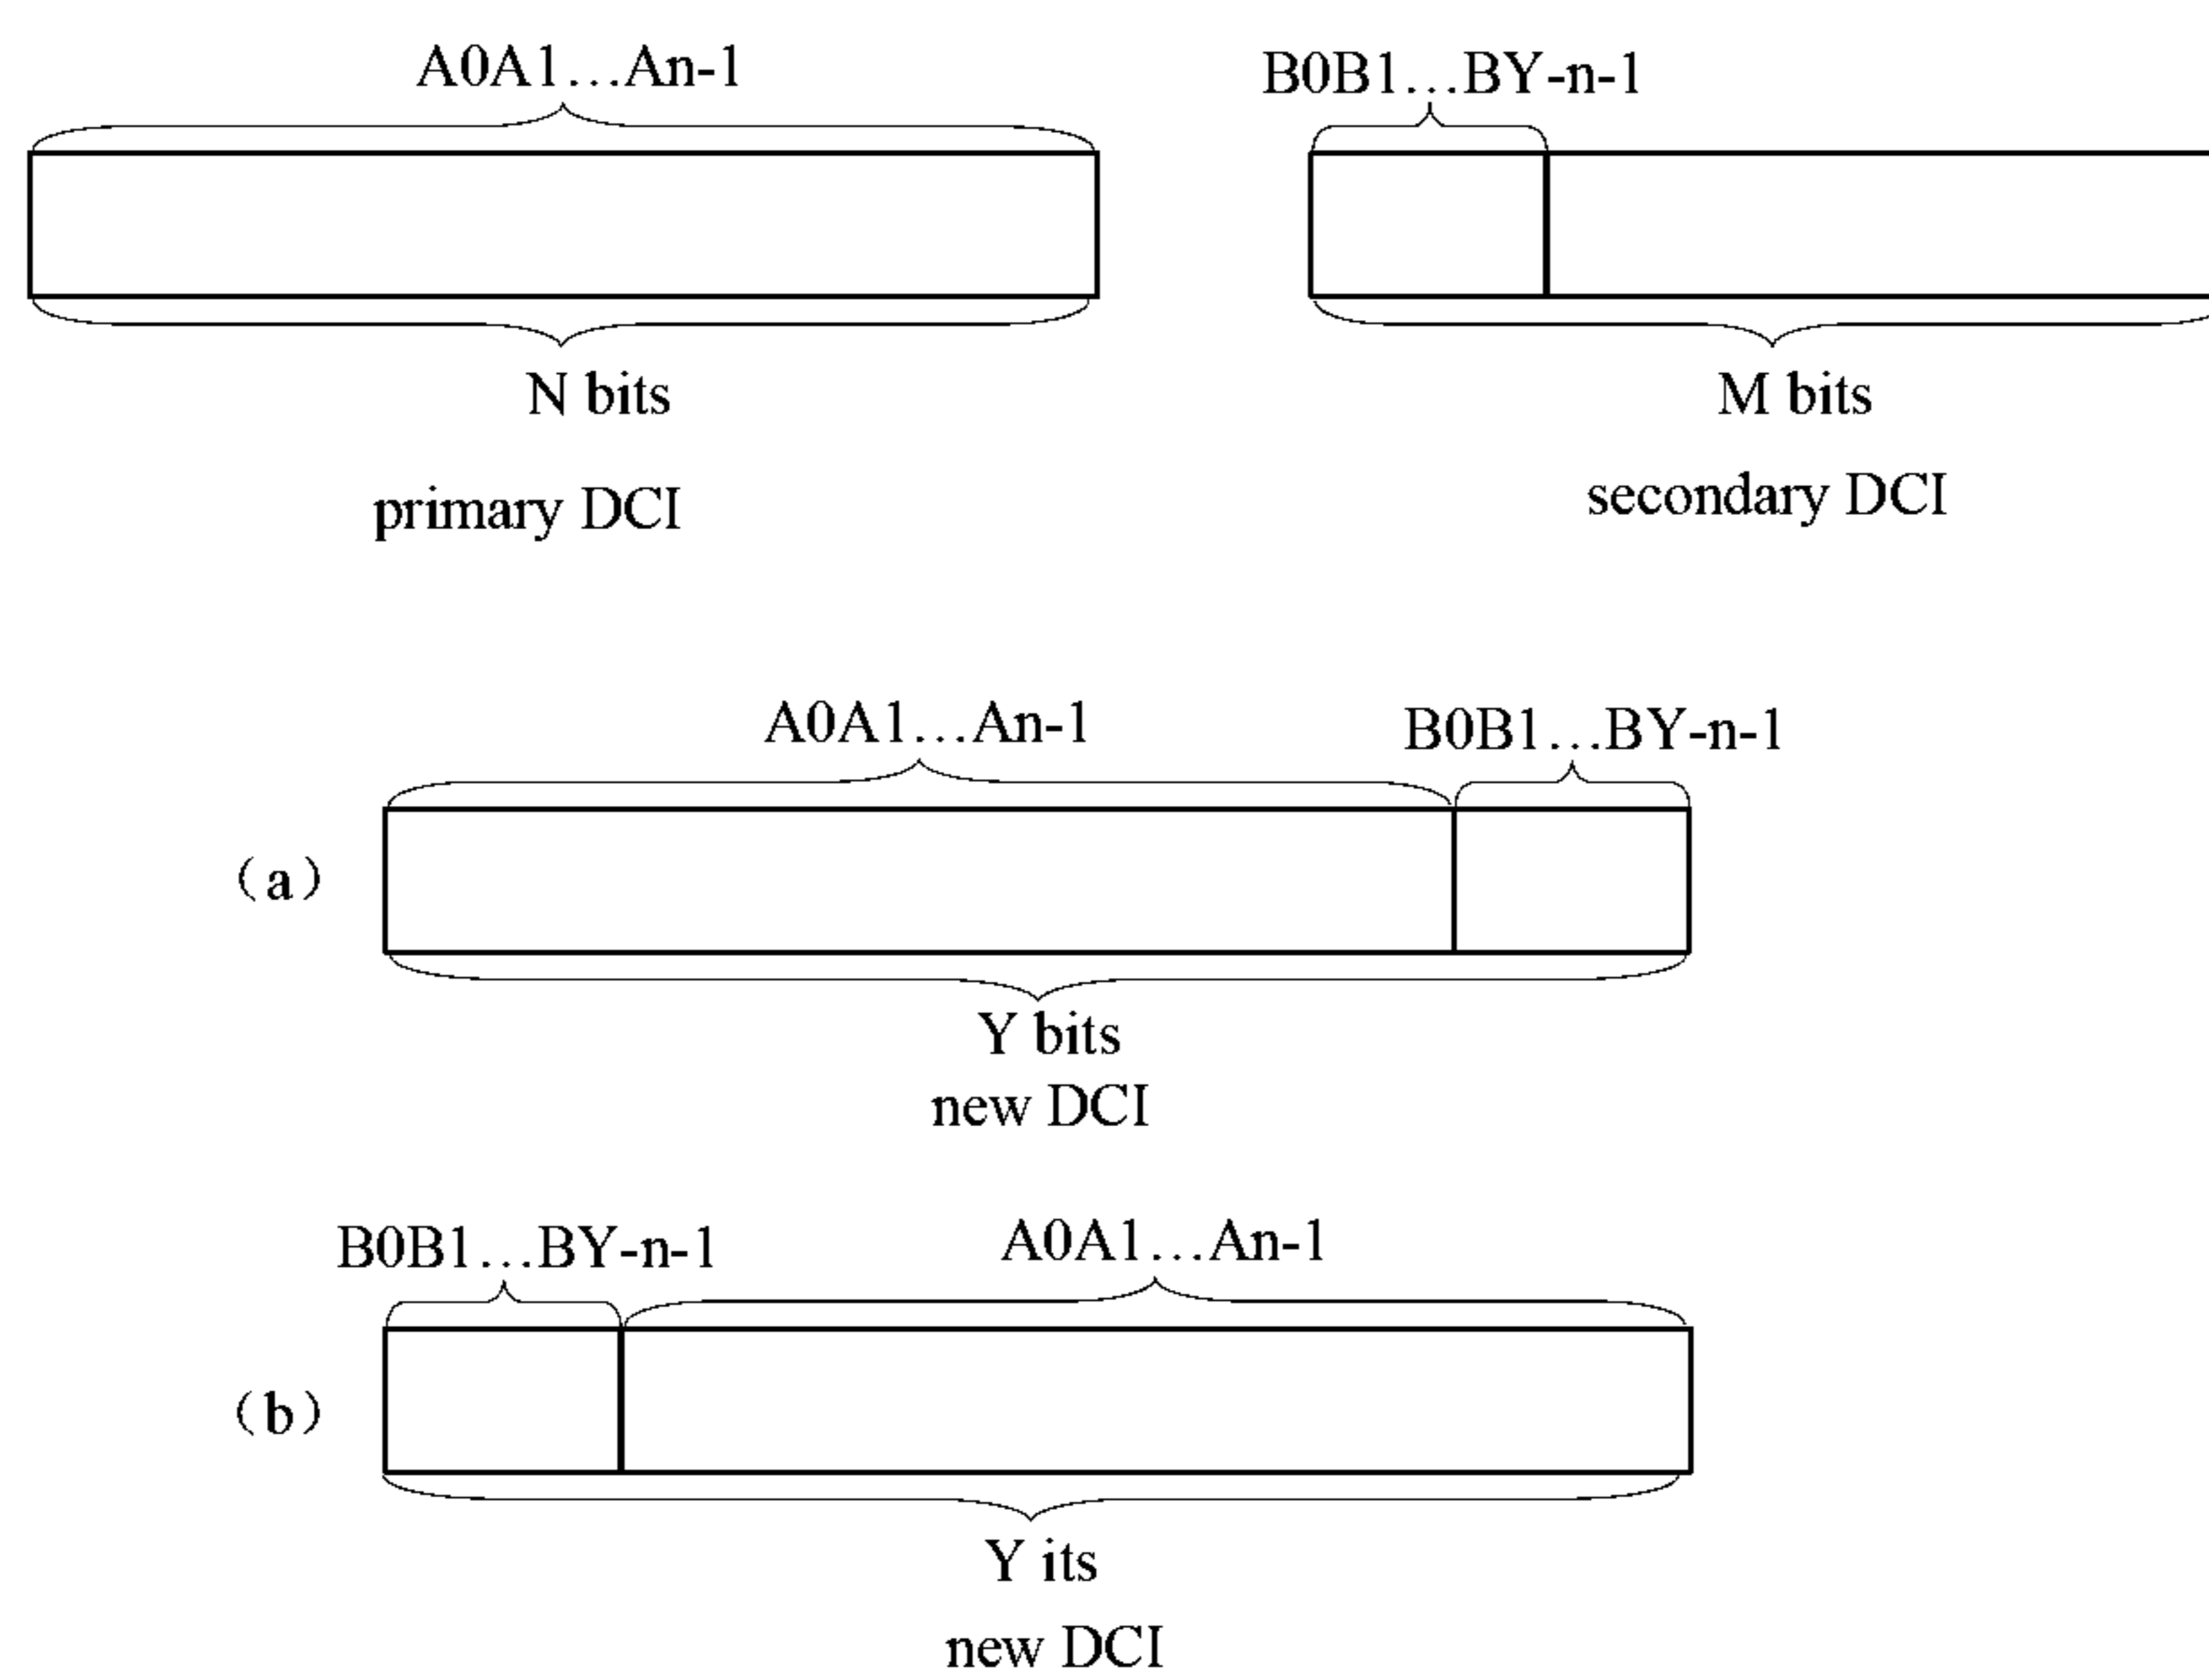 A0A1...An-1
B0B1...BY-n-1
N bits
M bits
primary DCI
secondary DCI
A0A1...An-1
B0B1...BY-n-1
(a)
Y bits
new DCI
B0B1...BY-n-1
A0A1...An-1
(b)
Y its
new DCI